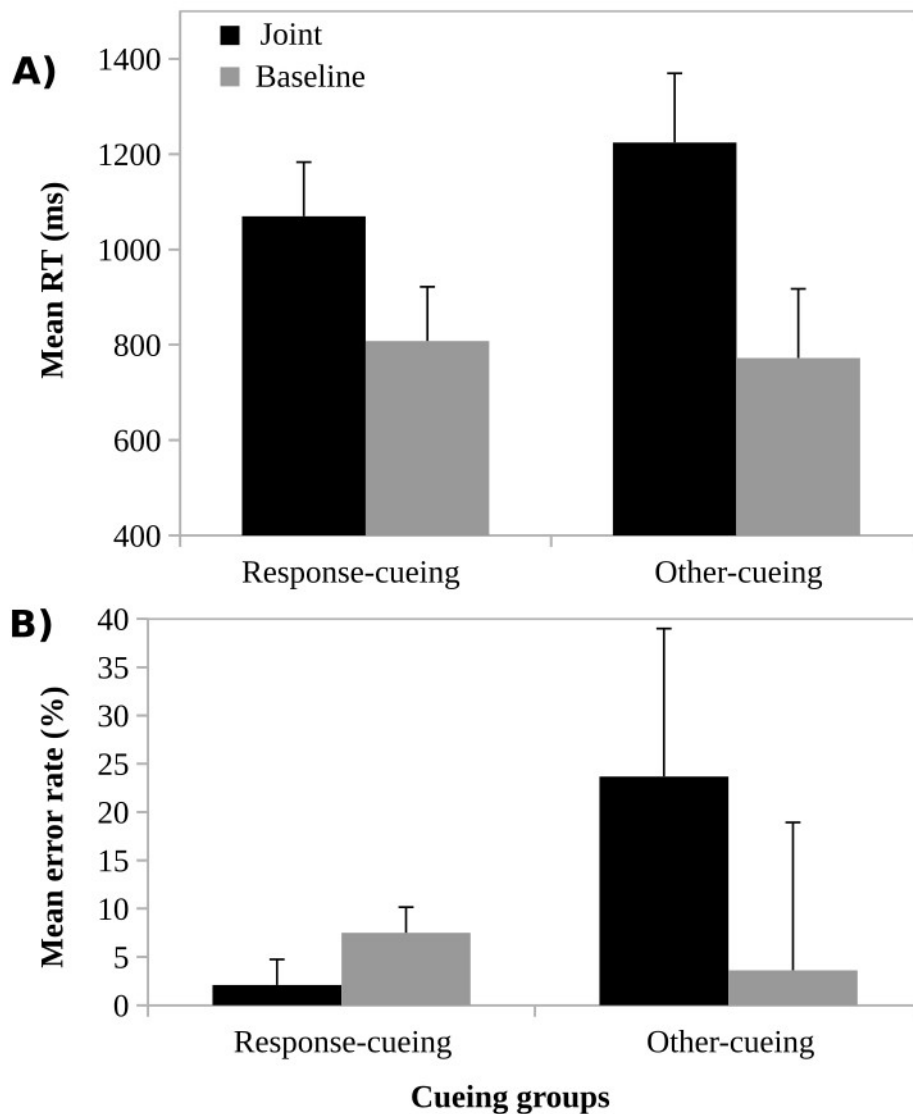 A)
Joint
Baseline
Mean RT (ms)
1400
1200
1000
800
600
400
Response-cueing Other-cueing
B)
Mean error rate (%)
40
35
30
25
20
15
10
5
0
Response-cueing Other-cueing
Cueing groups